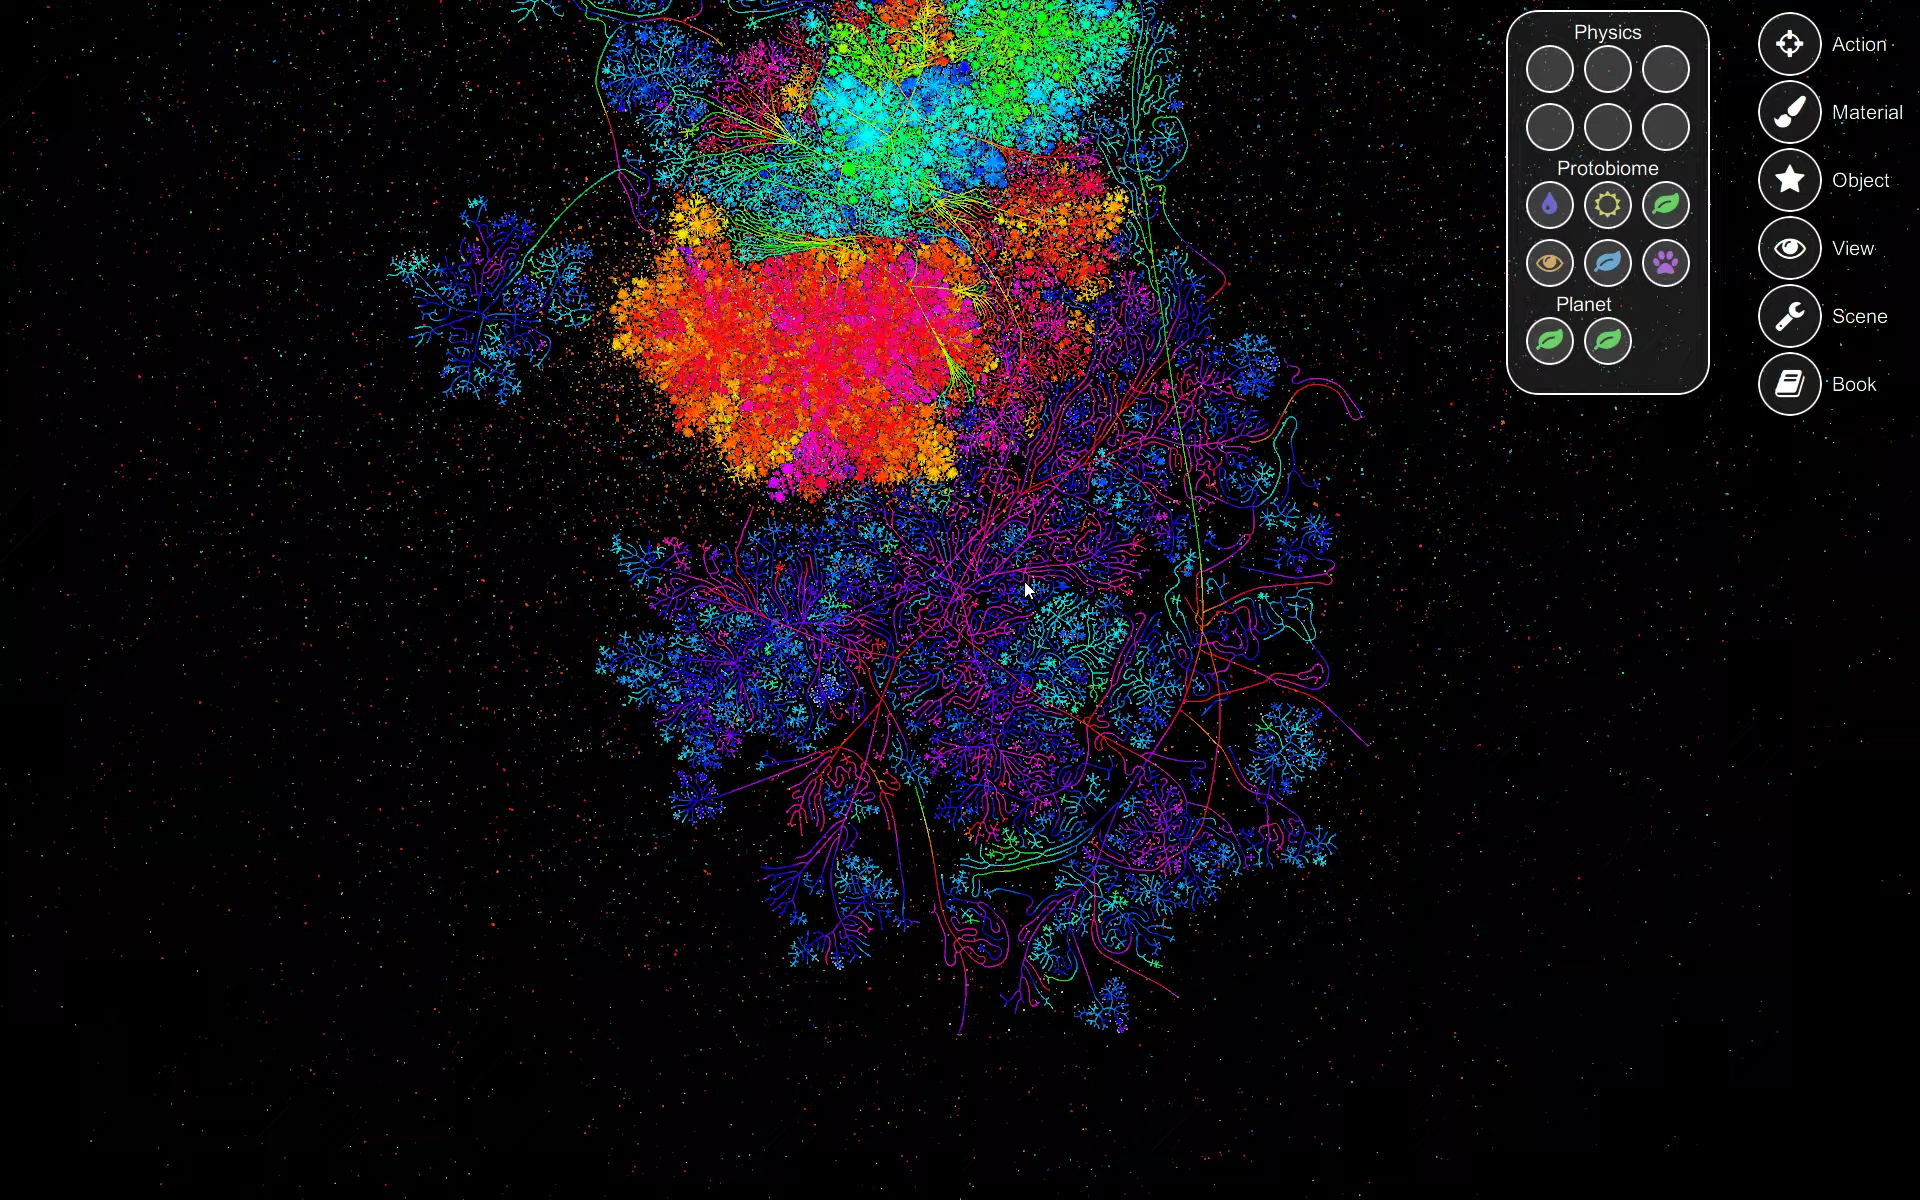 Physics
Protobiome
Planet
Action
Material
Object
View
Scene
Book